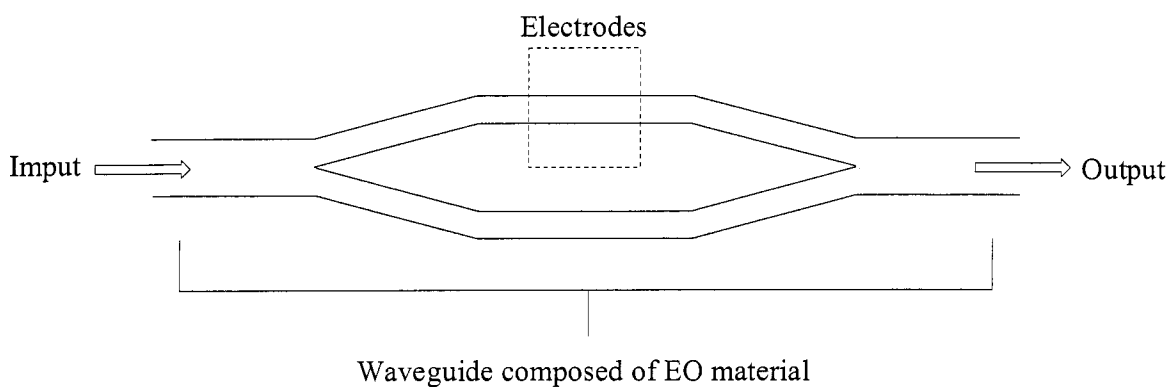 Electrodes
Imput
Output
Waveguide composed of EO material